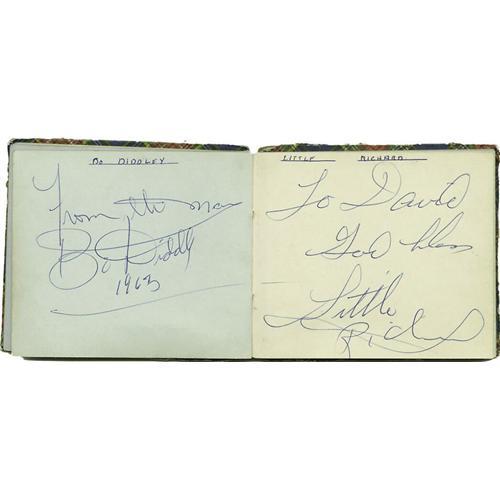 BO DIDDLEY
From the man
Bo Diddley
1963
LITTLE RICHARD
To David
God bless
Little
Richard